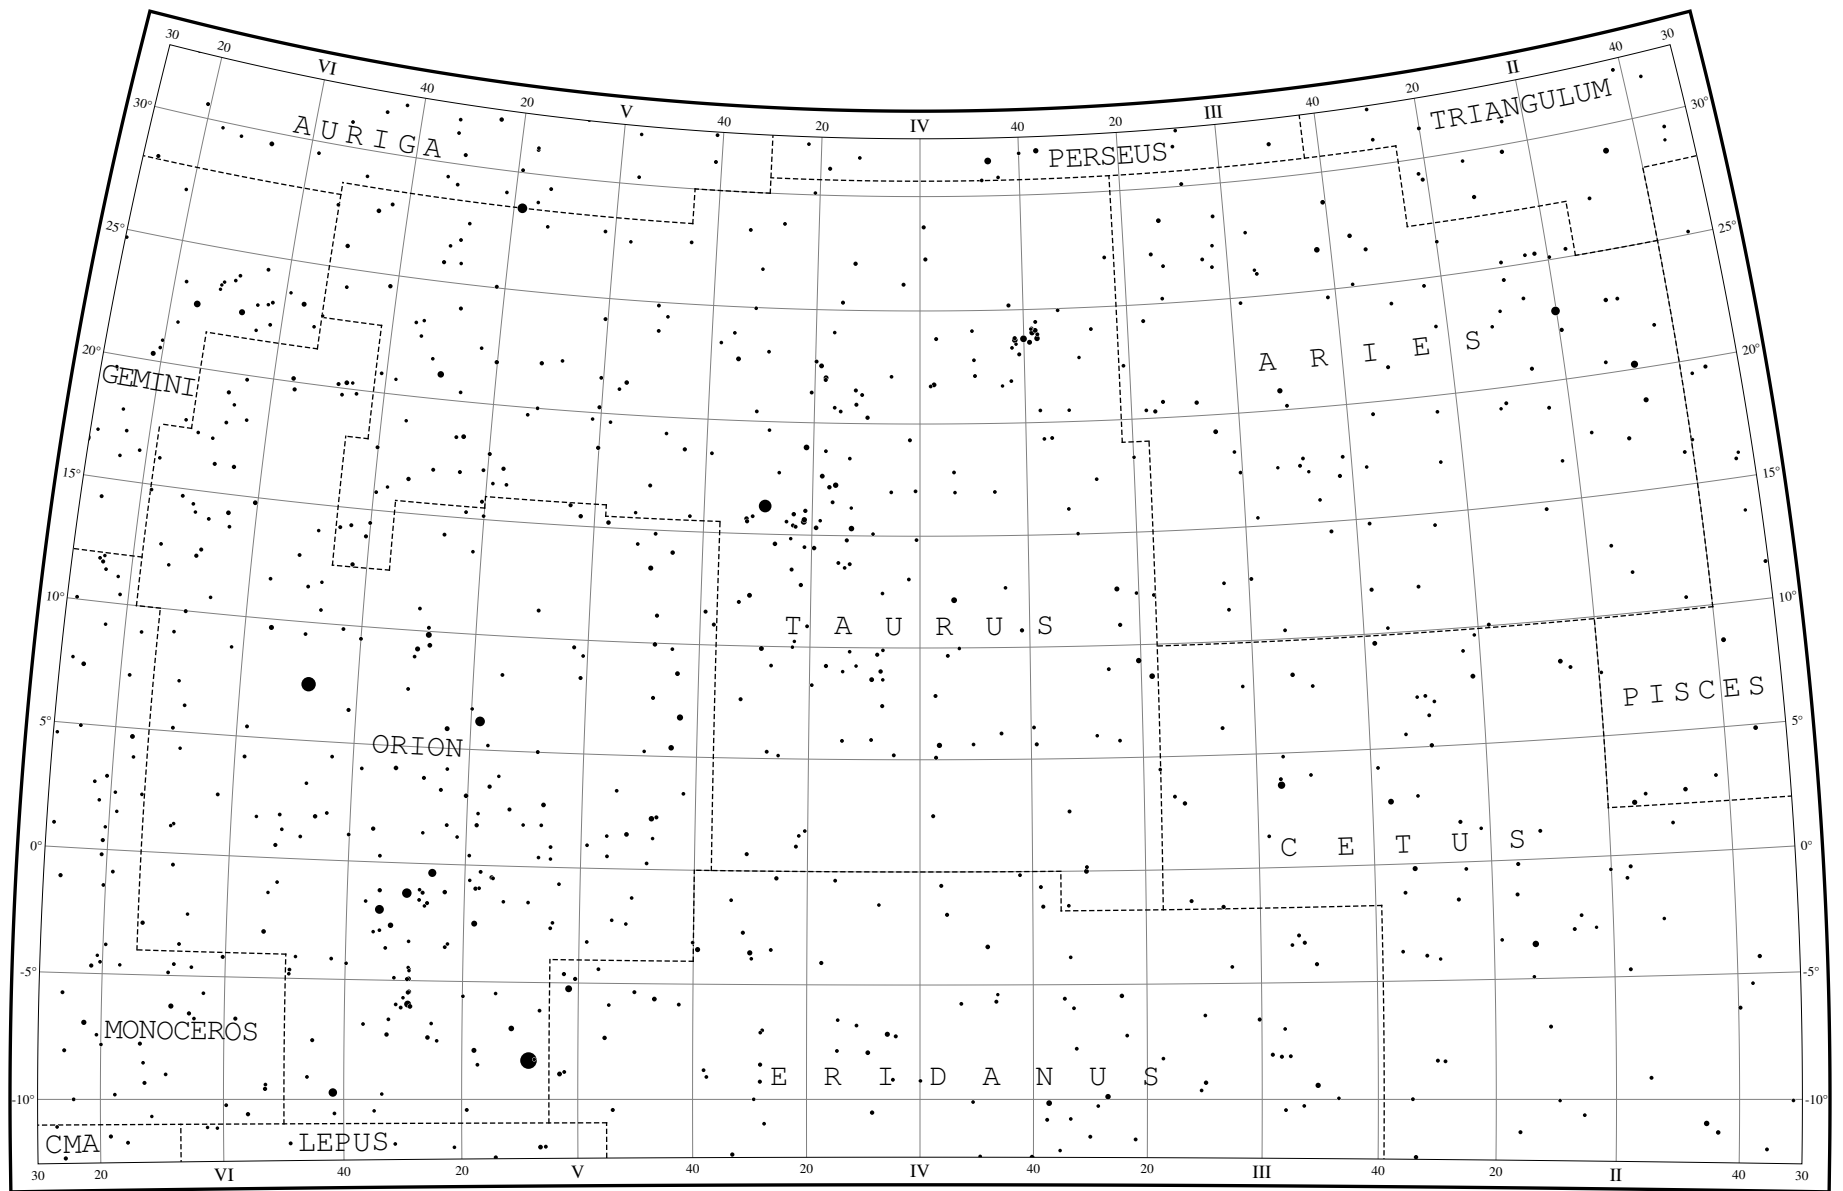 30 20 VI 40 20 V 40 20 IV 40 20 III 40 20 II 40 30
TRIANGULUM
30° 30°
AURIGA
PERSEUS
25° 25°
20° 20°
ARIES
GEMINI
15° 15°
10° 10°
TAURUS
PISCES
5° 5°
ORION
0° 0°
CETUS
-5° -5°
MONOCEROS
ERIDANUS
-10° -10°
CMA LEPUS
30 20 VI 40 20 V 40 20 IV 40 20 III 40 20 II 40 30